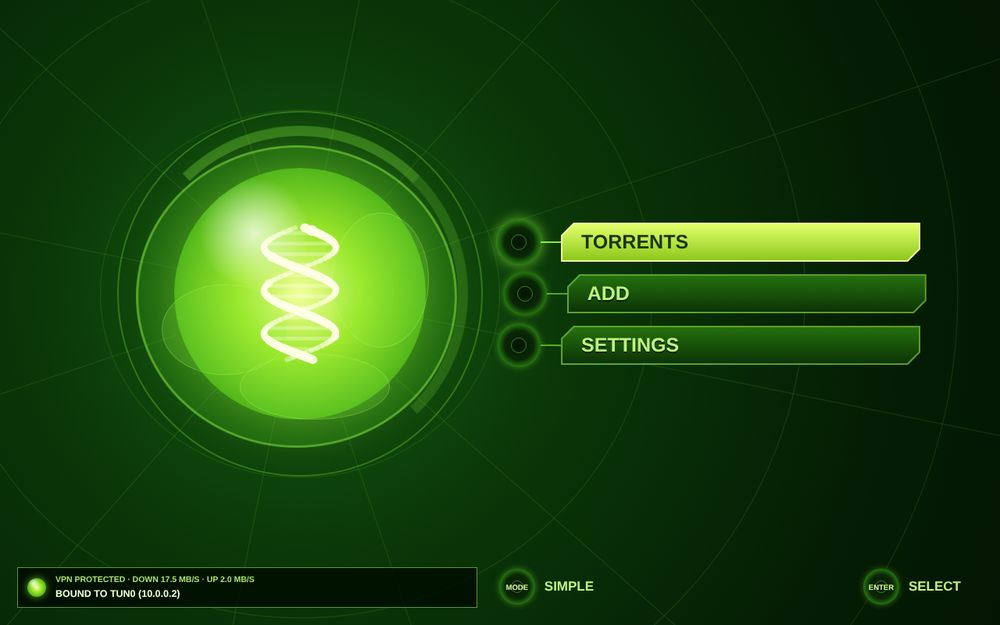 TORRENTS
ADD
SETTINGS
VPN PROTECTED · DOWN 17.5 MB/S · UP 2.0 MB/S
BOUND TO TUN0 (10.0.0.2)
MODE SIMPLE
ENTER SELECT